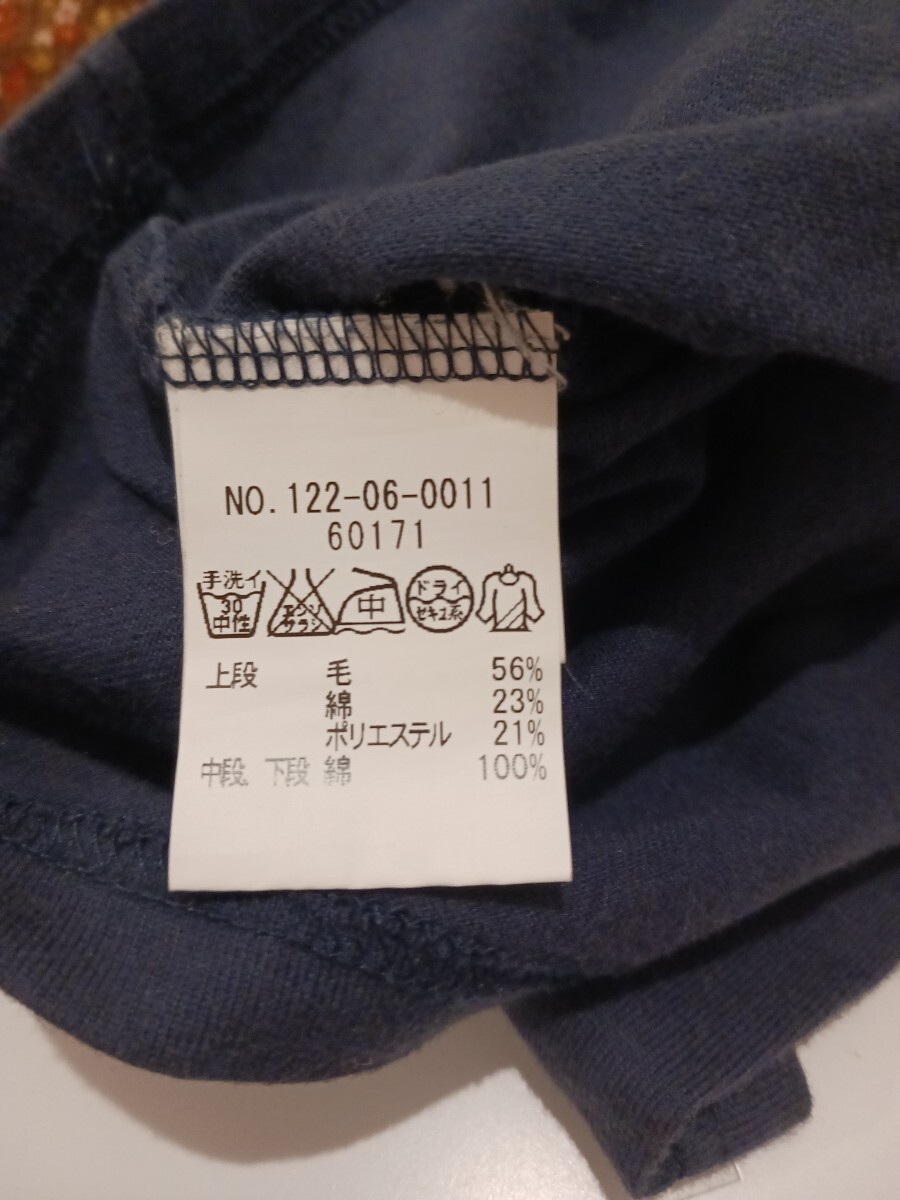 NO.122-06-0011
60171
手洗イ
30
中性
エンソ
サラシ
中
ドライ
セキユ系
上段 毛 56%
綿 23%
ポリエステル 21%
中段、下段 綿 100%